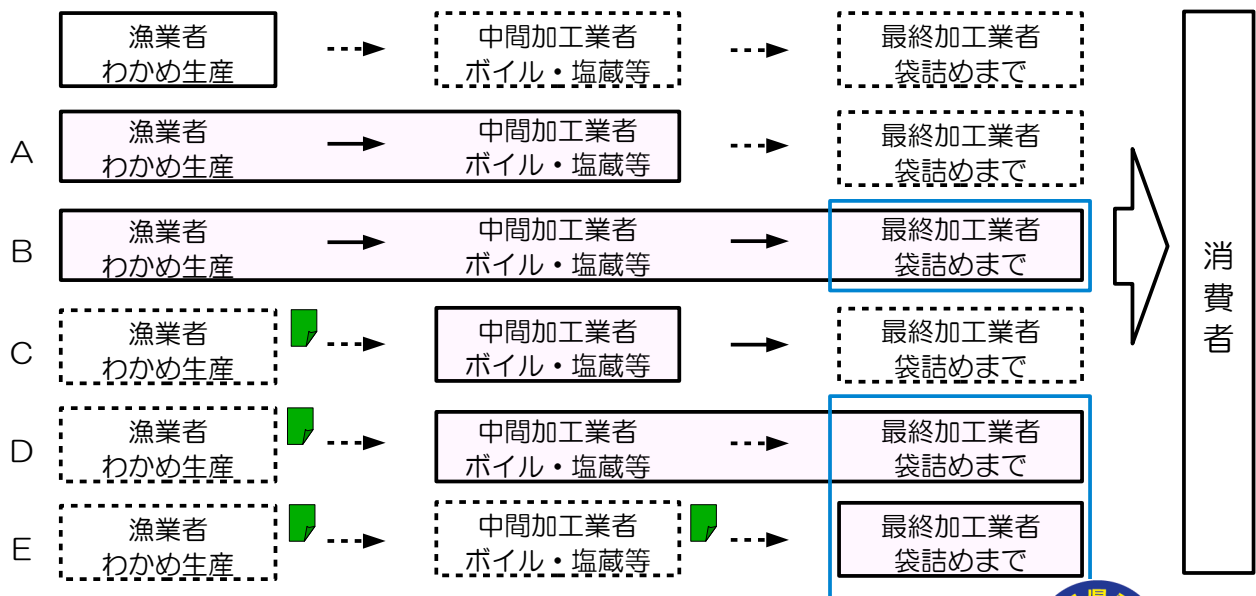 漁業者
わかめ生産
中間加工業者
ボイル・塩蔵等
最終加工業者
袋詰めまで
A
漁業者
わかめ生産
中間加工業者
ボイル・塩蔵等
最終加工業者
袋詰めまで
B
漁業者
わかめ生産
中間加工業者
ボイル・塩蔵等
最終加工業者
袋詰めまで
C
漁業者
わかめ生産
中間加工業者
ボイル・塩蔵等
最終加工業者
袋詰めまで
D
漁業者
わかめ生産
中間加工業者
ボイル・塩蔵等
最終加工業者
袋詰めまで
E
漁業者
わかめ生産
中間加工業者
ボイル・塩蔵等
最終加工業者
袋詰めまで
消費者